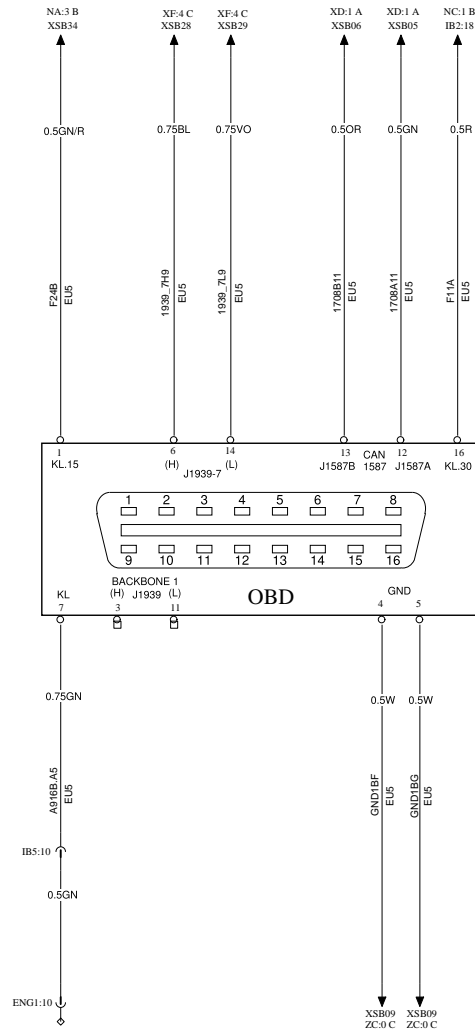 NA:3 B XF:4 C XF:4 C XD:1 A XD:1 A NC:1 B
XSB34 XSB28 XSB29 XSB06 XSB05 IB2:18
0.5GN/R 0.75BL 0.75VO 0.5OR 0.5GN 0.5R
F24B EU5 1939_7H9 EU5 1939_7L9 EU5 1708B11 EU5 1708A11 EU5 F11A EU5
1 6 14 13 CAN 12 16
KL.15 (H) (L) J1587B 1587 J1587A KL.30
J1939-7
1 2 3 4 5 6 7 8
9 10 11 12 13 14 15 16
BACKBONE 1
KL (H) J1939 (L) OBD GND
7 3 11 4 5
0.75GN 0.5W 0.5W
A916B.A5 EU5 GND1BF EU5 GND1BG EU5
IB5:10
0.5GN
ENG1:10
XSB09 XSB09
ZC:0 C ZC:0 C